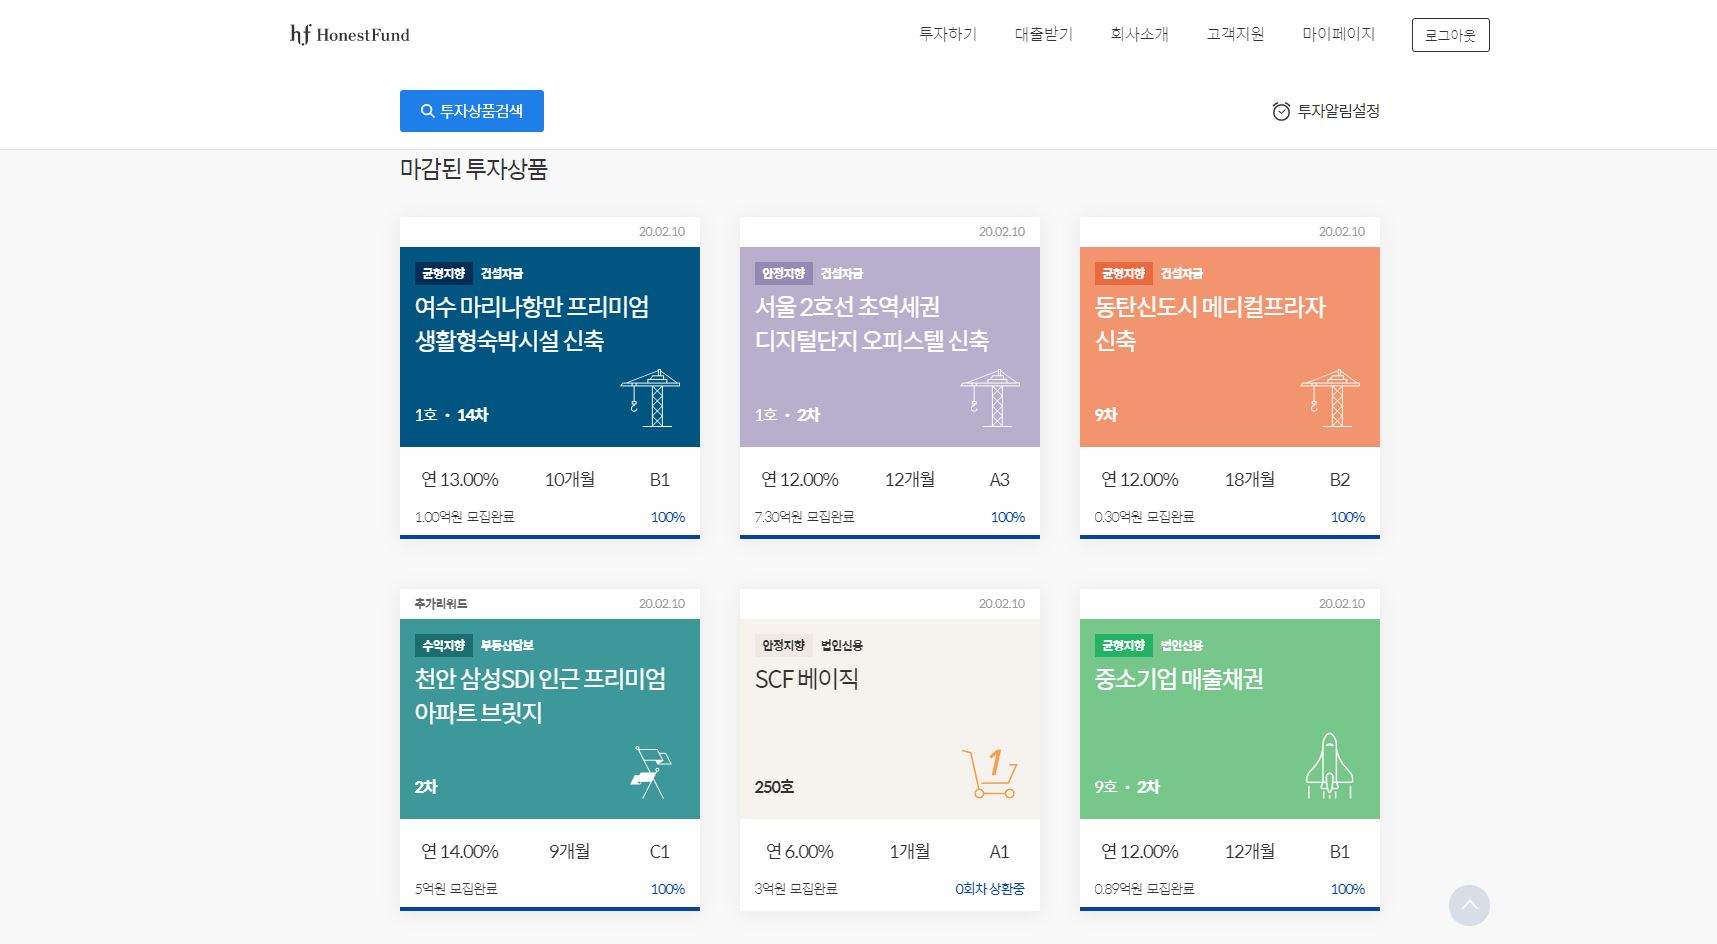 hf HonestFund
투자하기 대출받기 회사소개 고객지원 마이페이지 로그아웃
투자상품검색
투자알림설정
마감된 투자상품
20.02.10
균형지향 건설자금
여수 마리나항만 프리미엄
생활형숙박시설 신축
1호 • 14차
연 13.00% 10개월 B1
1.00억원 모집완료 100%
20.02.10
안정지향 건설자금
서울 2호선 초역세권
디지털단지 오피스텔 신축
1호 • 2차
연 12.00% 12개월 A3
7.30억원 모집완료 100%
20.02.10
균형지향 건설자금
동탄신도시 메디컬프라자
신축
9차
연 12.00% 18개월 B2
0.30억원 모집완료 100%
추가리워드 20.02.10
수익지향 부동산담보
천안 삼성SDI 인근 프리미엄
아파트 브릿지
2차
연 14.00% 9개월 C1
5억원 모집완료 100%
20.02.10
안정지향 법인신용
SCF 베이직
1
250호
연 6.00% 1개월 A1
3억원 모집완료 0회차 상환중
20.02.10
균형지향 법인신용
중소기업 매출채권
9호 • 2차
연 12.00% 12개월 B1
0.89억원 모집완료 100%